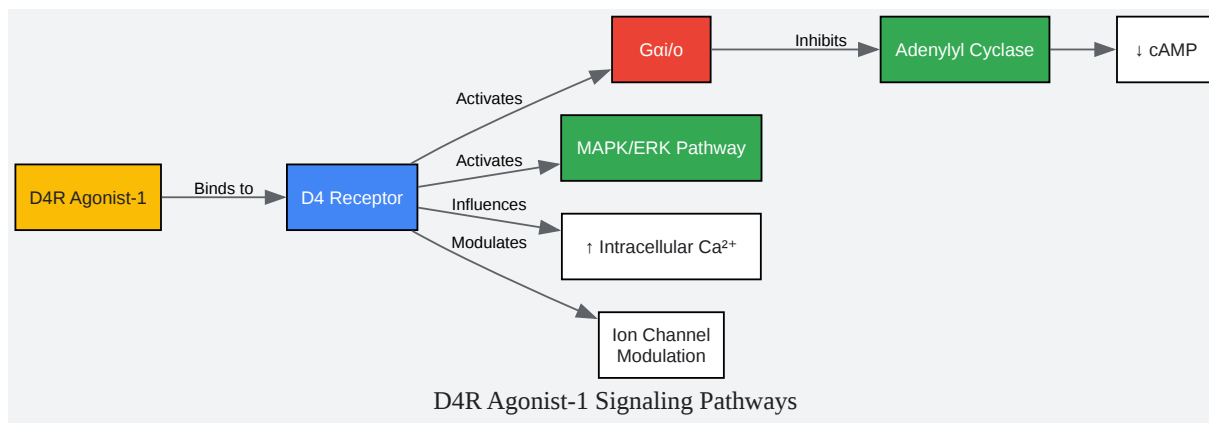 D4R Agonist-1
Binds to
D4 Receptor
Activates
Gαi/o
Inhibits
Adenylyl Cyclase
↓ cAMP
Activates
MAPK/ERK Pathway
Influences
↑ Intracellular Ca²⁺
Modulates
Ion Channel
Modulation
D4R Agonist-1 Signaling Pathways